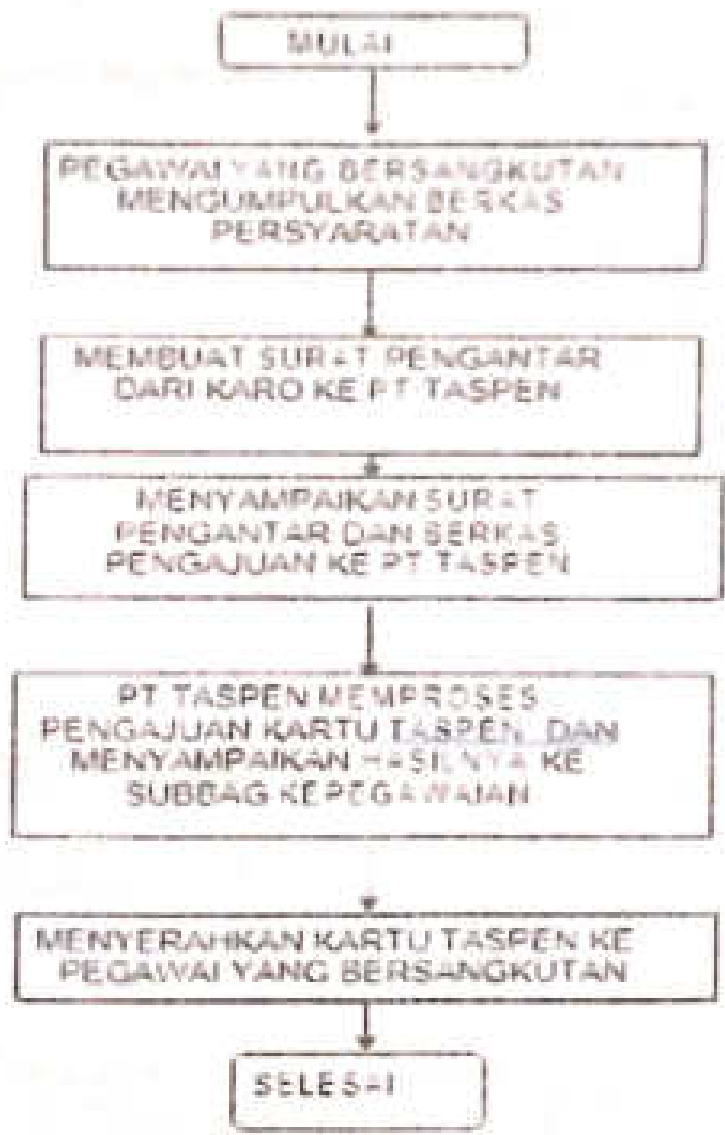 MULAI
PEGAWAI YANG BERSANGKUTAN
MENGUMPULKAN BERKAS
PERSYARATAN
MEMBUAT SURAT PENGANTAR
DARI KARO KE PT TASPEN
MENYAMPAIKAN SURAT
PENGANTAR DAN BERKAS
PENGAJUAN KE PT TASPEN
PT TASPEN MEMPROSES
PENGAJUAN KARTU TASPEN DAN
MENYAMPAIKAN HASILNYA KE
SUBBAG KEPEGAWAIAN
MENYERAHKAN KARTU TASPEN KE
PEGAWAI YANG BERSANGKUTAN
SELESAI